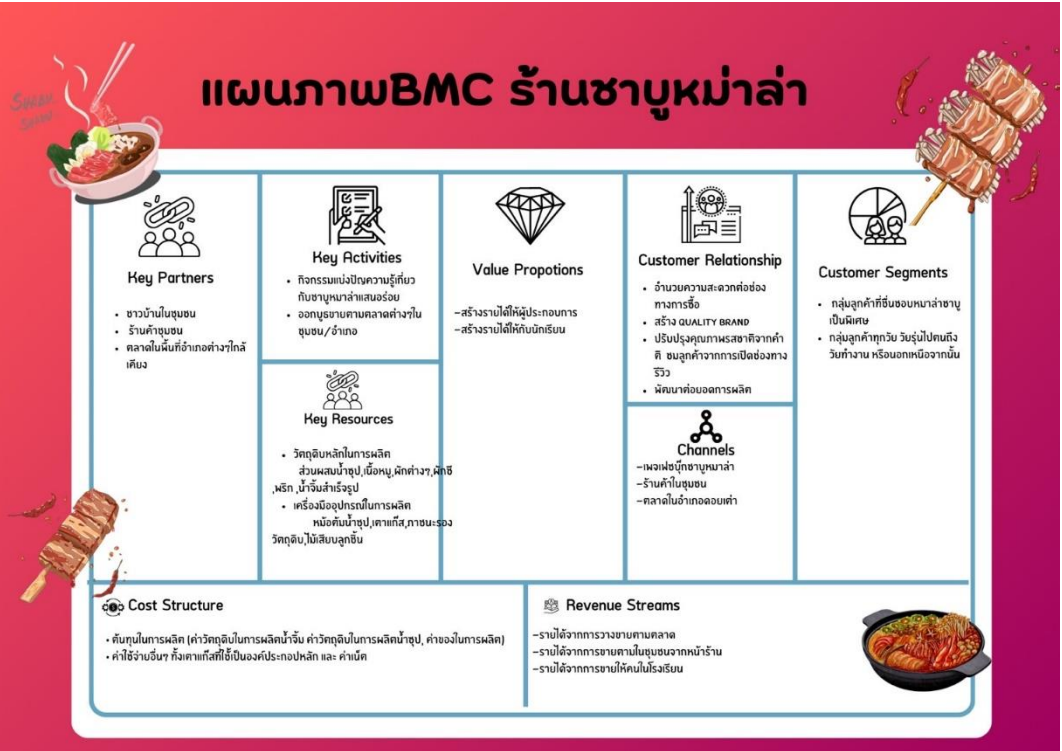 SHABU
SHABU
แผนภาพBMC ร้านชาบูหม่าล่า
Key Partners
• ชาวบ้านในชุมชน
• ร้านค้าชุมชน
• ตลาดในพื้นที่อำเภอต่างๆใกล้
เคียง
Key Activities
• กิจกรรมแบ่งปันความรู้เกี่ยว
กับชาบูหมาล่าแสนอร่อย
• ออกบูธขายตามตลาดต่างๆใน
ชุมชน/อำเภอ
Key Resources
• วัตถุดิบหลักในการผลิต
ส่วนผสมน้ำซุป,เนื้อหมู,ผักต่างๆ,ผักชี
,พริก ,น้ำจิ้มสำเร็จรูป
• เครื่องมืออุปกรณ์ในการผลิต
หม้อต้มน้ำซุป,เตาแก๊ส,ภาชนะรอง
วัตถุดิบ,ไม้เสียบลูกชิ้น
Value Propotions
-สร้างรายได้ให้ผู้ประกอบการ
-สร้างรายได้ให้กับนักเรียน
Customer Relationship
• อำนวยความสะดวกต่อช่อง
ทางการซื้อ
• สร้าง QUALITY BRAND
• ปรับปรุงคุณภาพรสชาติจากคำ
ติ ชมลูกค้าจากการเปิดช่องทาง
รีวิว
• พัฒนาต่อยอดการผลิต
Channels
-เพจเฟซบุ๊กชาบูหมาล่า
-ร้านค้าในชุมชน
-ตลาดในอำเภอดอยเต่า
Customer Segments
• กลุ่มลูกค้าที่ชื่นชอบหมาล่าชาบู
เป็นพิเศษ
• กลุ่มลูกค้าทุกวัย วัยรุ่นไปคนถึง
วัยทำงาน หรือนอกเหนือจากนั้น
Cost Structure
• ต้นทุนในการผลิต (ค่าวัตถุดิบในการผลิตน้ำจิ้ม ค่าวัตถุดิบในการผลิตน้ำซุป, ค่าของในการผลิต)
• ค่าใช้จ่ายอื่นๆ ทั้งเตาแก๊สที่ใช้เป็นองค์ประกอปหลัก และ ค่าเน็ต
Revenue Streams
-รายได้จากการวางขายตามตลาด
-รายได้จากการขายตามในชุมชนจากหน้าร้าน
-รายได้จากการขายให้คนในโรงเรียน